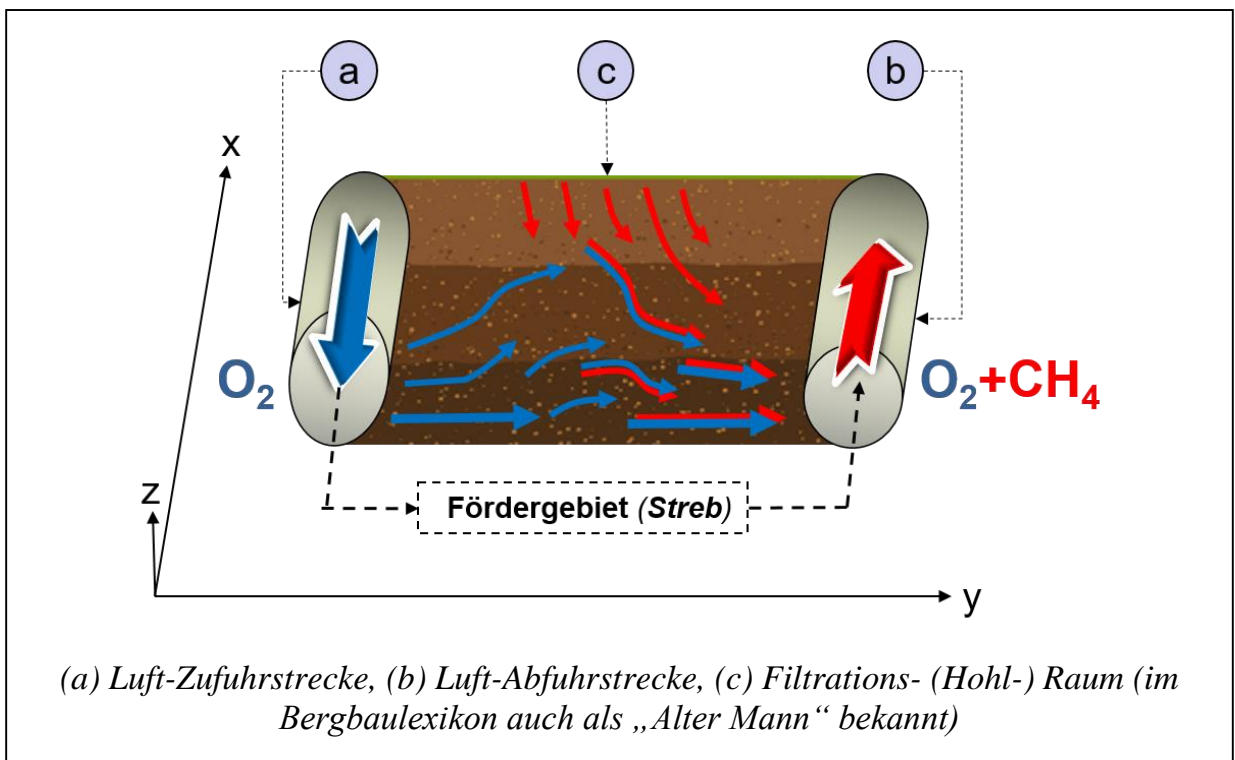 a
c
b
x
O₂
O₂+CH₄
Fördergebiet (Streb)
z
y
(a) Luft-Zufuhrstrecke, (b) Luft-Abfuhrstrecke, (c) Filtrations- (Hohl-) Raum (im
Bergbaulexikon auch als „Alter Mann“ bekannt)